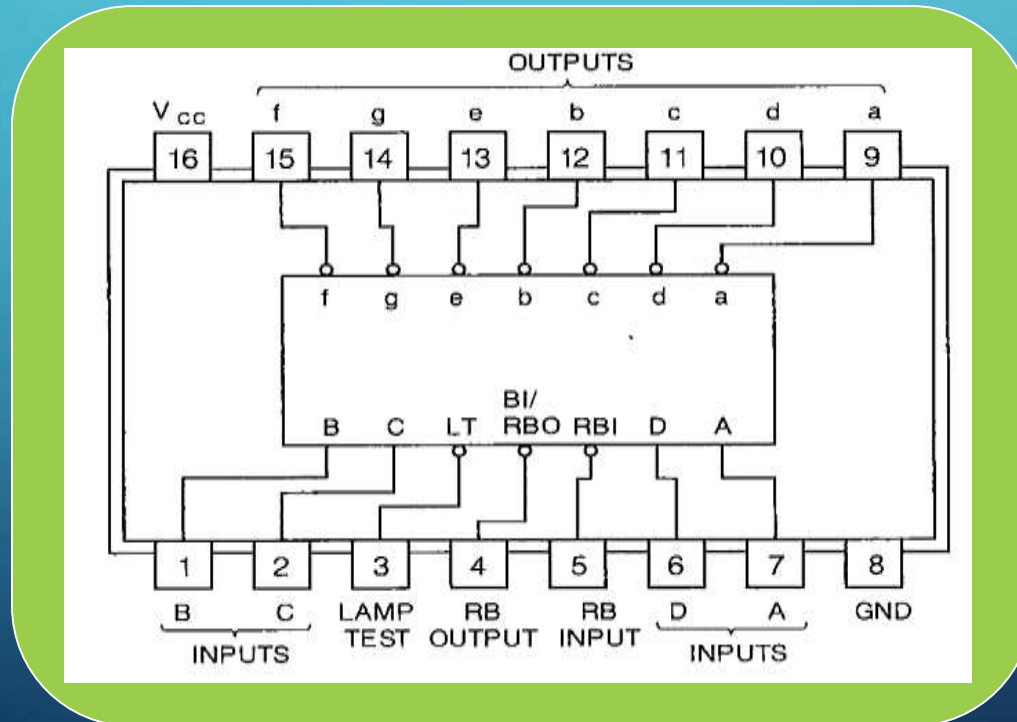 OUTPUTS
Vcc f g e b c d a
16 15 14 13 12 11 10 9
f g e b c d a
BI/
B C LT RBO RBI D A
1 2 3 4 5 6 7 8
B C LAMP RB RB D A GND
TEST OUTPUT INPUT
INPUTS INPUTS